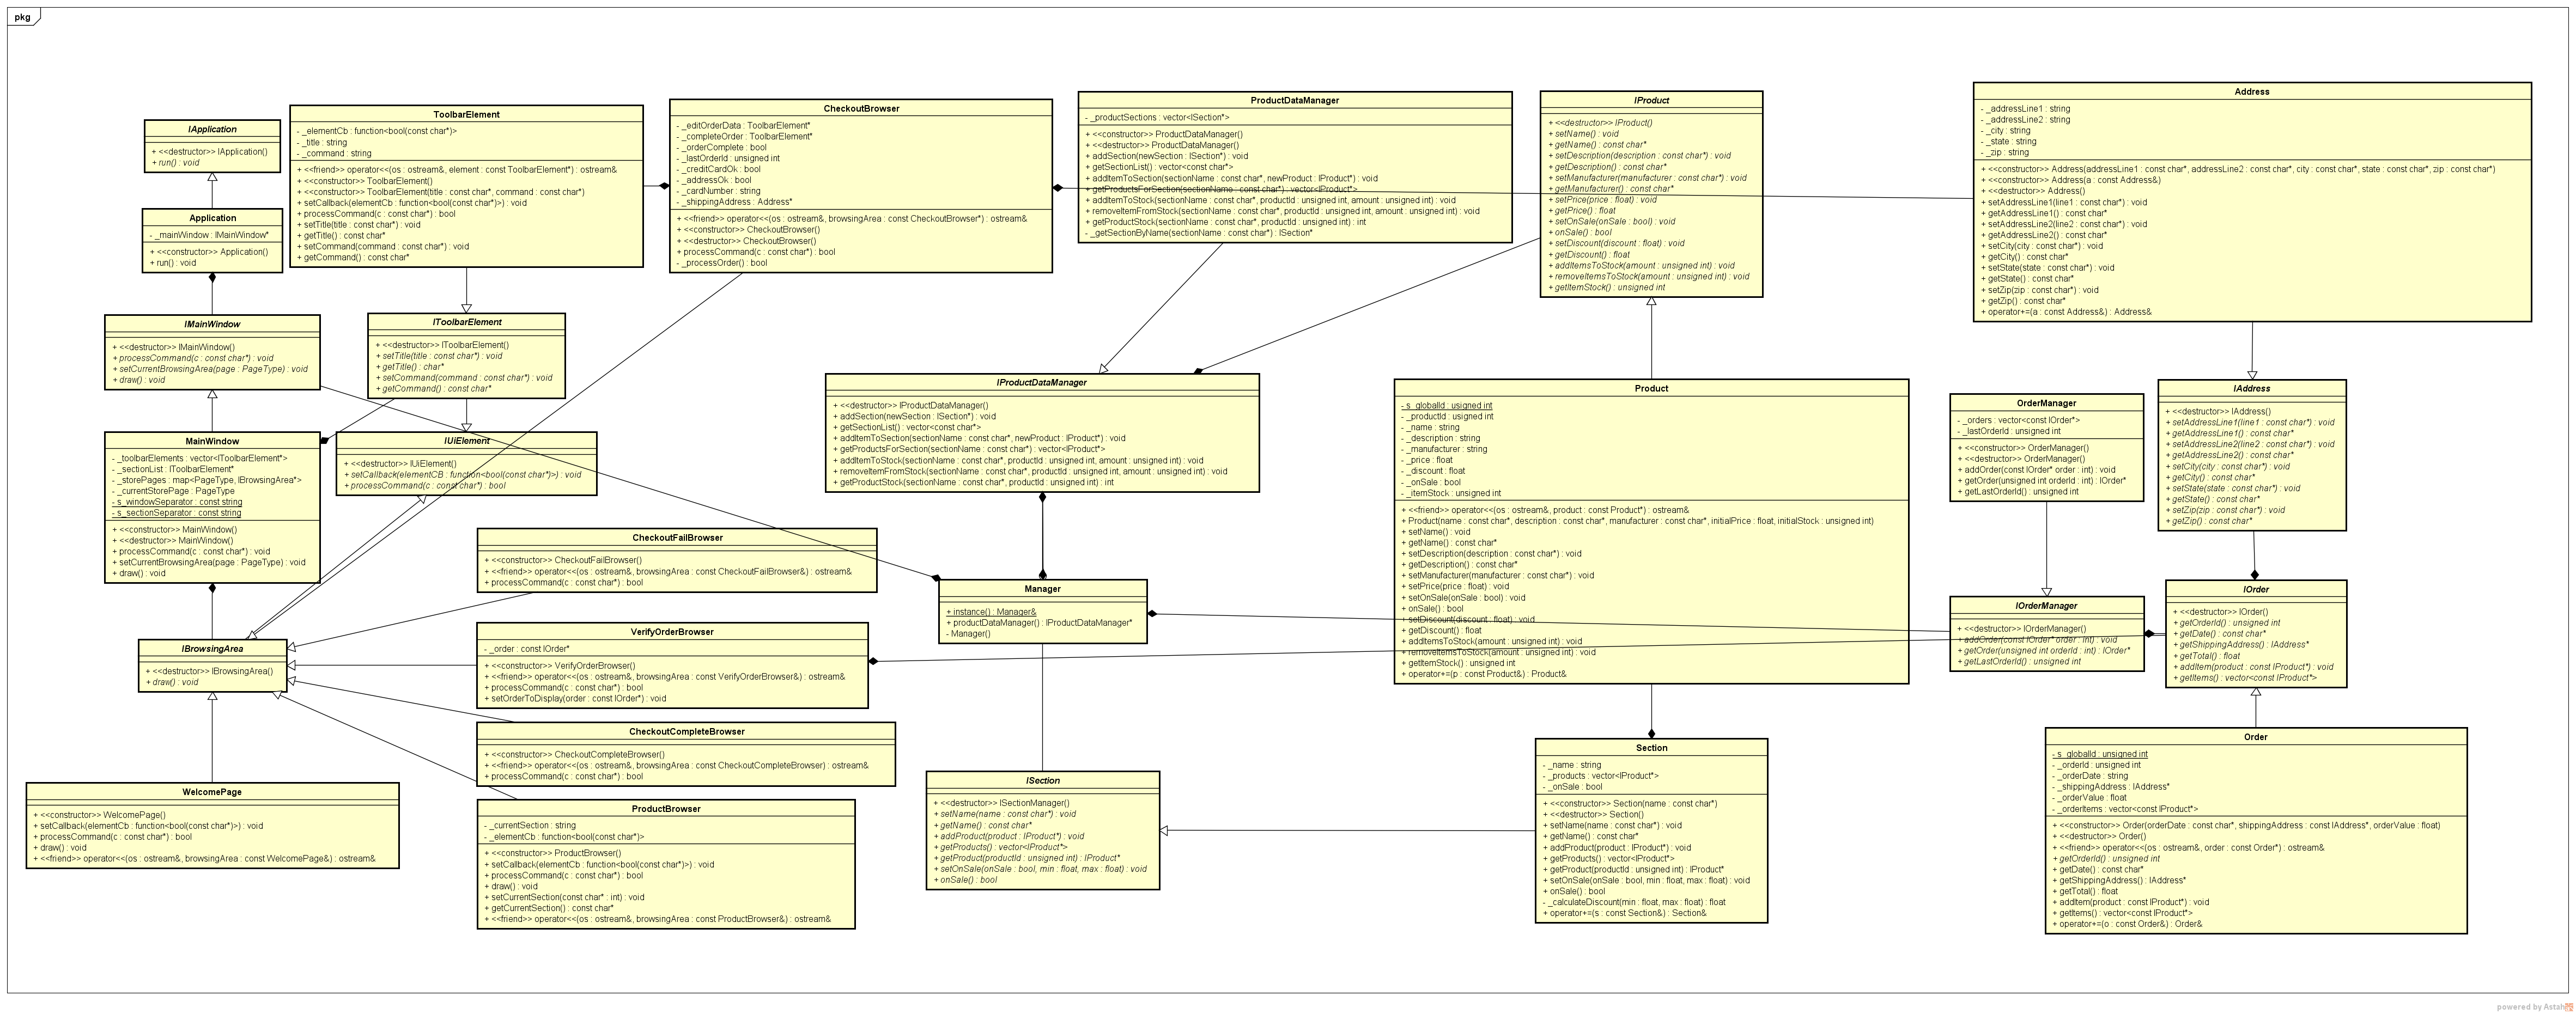 pkg
IApplication
+ <<destructor>> IApplication()
+ run() : void
Application
- _mainWindow : IMainWindow*
+ <<constructor>> Application()
+ run() : void
ToolbarElement
- _elementCb : function<bool(const char*)>
- _title : string
- _command : string
+ <<friend>> operator<<(os : ostream&, element : const ToolbarElement*) : ostream&
+ <<constructor>> ToolbarElement()
+ <<constructor>> ToolbarElement(title : const char*, command : const char*)
+ setCallback(elementCb : function<bool(const char*)>) : void
+ processCommand(c : const char*) : bool
+ setTitle(title : const char*) : void
+ getTitle() : const char*
+ setCommand(command : const char*) : void
+ getCommand() : const char*
CheckoutBrowser
- _editOrderData : ToolbarElement*
- _completeOrder : ToolbarElement*
- _orderComplete : bool
- _lastOrderId : unsigned int
- _creditCardOk : bool
- _addressOk : bool
- _cardNumber : string
- _shippingAddress : Address*
+ <<friend>> operator<<(os : ostream&, browsingArea : const CheckoutBrowser*) : ostream&
+ <<constructor>> CheckoutBrowser()
+ <<destructor>> CheckoutBrowser()
+ processCommand(c : const char*) : bool
- _processOrder() : bool
ProductDataManager
- _productSections : vector<ISection*>
+ <<constructor>> ProductDataManager()
+ <<destructor>> ProductDataManager()
+ addSection(newSection : ISection*) : void
+ getSectionList() : vector<const char*>
+ addItemToSection(sectionName : const char*, newProduct : IProduct*) : void
+ getProductsForSection(sectionName : const char*) : vector<IProduct*>
+ addItemToStock(sectionName : const char*, productId : unsigned int, amount : unsigned int) : void
+ removeItemFromStock(sectionName : const char*, productId : unsigned int, amount : unsigned int) : void
+ getProductStock(sectionName : const char*, productId : unsigned int) : int
- _getSectionByName(sectionName : const char*) : ISection*
IProduct
+ <<destructor>> IProduct()
+ setName() : void
+ getName() : const char*
+ setDescription(description : const char*) : void
+ getDescription() : const char*
+ setManufacturer(manufacturer : const char*) : void
+ getManufacturer() : const char*
+ setPrice(price : float) : void
+ getPrice() : float
+ setOnSale(onSale : bool) : void
+ onSale() : bool
+ setDiscount(discount : float) : void
+ getDiscount() : float
+ addItemsToStock(amount : unsigned int) : void
+ removeItemsToStock(amount : unsigned int) : void
+ getItemStock() : unsigned int
Address
- _addressLine1 : string
- _addressLine2 : string
- _city : string
- _state : string
- _zip : string
+ <<constructor>> Address(addressLine1 : const char*, addressLine2 : const char*, city : const char*, state : const char*, zip : const char*)
+ <<constructor>> Address(a : const Address&)
+ <<destructor>> Address()
+ setAddressLine1(line1 : const char*) : void
+ getAddressLine1() : const char*
+ setAddressLine2(line2 : const char*) : void
+ getAddressLine2() : const char*
+ setCity(city : const char*) : void
+ getCity() : const char*
+ setState(state : const char*) : void
+ getState() : const char*
+ setZip(zip : const char*) : void
+ getZip() : const char*
+ operator+=(a : const Address&) : Address&
IMainWindow
+ <<destructor>> IMainWindow()
+ processCommand(c : const char*) : void
+ setCurrentBrowsingArea(page : PageType) : void
+ draw() : void
IToolbarElement
+ <<destructor>> IToolbarElement()
+ setTitle(title : const char*) : void
+ getTitle() : char*
+ setCommand(command : const char*) : void
+ getCommand() : const char*
MainWindow
- _toolbarElements : vector<IToolbarElement*>
- _sectionList : IToolbarElement*
- _storePages : map<PageType, IBrowsingArea*>
- _currentStorePage : PageType
- s_windowSeparator : const string
- s_sectionSeparator : const string
+ <<constructor>> MainWindow()
+ <<destructor>> MainWindow()
+ processCommand(c : const char*) : void
+ setCurrentBrowsingArea(page : PageType) : void
+ draw() : void
IUiElement
+ <<destructor>> IUiElement()
+ setCallback(elementCB : function<bool(const char*)>) : void
+ processCommand(c : const char*) : bool
IProductDataManager
+ <<destructor>> IProductDataManager()
+ addSection(newSection : ISection*) : void
+ getSectionList() : vector<const char*>
+ addItemToSection(sectionName : const char*, newProduct : IProduct*) : void
+ getProductsForSection(sectionName : const char*) : vector<IProduct*>
+ addItemToStock(sectionName : const char*, productId : unsigned int, amount : unsigned int) : void
+ removeItemFromStock(sectionName : const char*, productId : unsigned int, amount : unsigned int) : void
+ getProductStock(sectionName : const char*, productId : unsigned int) : int
Product
- s_globalId : usigned int
- _productId : usigned int
- _name : string
- _description : string
- _manufacturer : string
- _price : float
- _discount : float
- _onSale : bool
- _itemStock : unsigned int
+ <<friend>> operator<<(os : ostream&, product : const Product*) : ostream&
+ Product(name : const char*, description : const char*, manufacturer : const char*, initialPrice : float, initialStock : unsigned int)
+ setName() : void
+ getName() : const char*
+ setDescription(description : const char*) : void
+ getDescription() : const char*
+ setManufacturer(manufacturer : const char*) : void
+ setPrice(price : float) : void
+ setOnSale(onSale : bool) : void
+ onSale() : bool
+ setDiscount(discount : float) : void
+ getDiscount() : float
+ addtemsToStock(amount : unsigned int) : void
+ removeItemsToStock(amount : unsigned int) : void
+ getItemStock() : unsigned int
+ operator+=(p : const Product&) : Product&
OrderManager
- _orders : vector<const IOrder*>
- _lastOrderId : unsigned int
+ <<constructor>> OrderManager()
+ <<destructor>> OrderManager()
+ addOrder(const IOrder* order : int) : void
+ getOrder(unsigned int orderId : int) : IOrder*
+ getLastOrderId() : unsigned int
IAddress
+ <<destructor>> IAddress()
+ setAddressLine1(line1 : const char*) : void
+ getAddressLine1() : const char*
+ setAddressLine2(line2 : const char*) : void
+ getAddressLine2() : const char*
+ setCity(city : const char*) : void
+ getCity() : const char*
+ setState(state : const char*) : void
+ getState() : const char*
+ setZip(zip : const char*) : void
+ getZip() : const char*
CheckoutFailBrowser
+ <<constructor>> CheckoutFailBrowser()
+ <<friend>> operator<<(os : ostream&, browsingArea : const CheckoutFailBrowser&) : ostream&
+ processCommand(c : const char*) : bool
Manager
+ instance() : Manager&
+ productDataManager() : IProductDataManager*
- Manager()
IOrderManager
+ <<destructor>> IOrderManager()
+ addOrder(const IOrder* order : int) : void
+ getOrder(unsigned int orderId : int) : IOrder*
+ getLastOrderId() : unsigned int
IOrder
+ <<destructor>> IOrder()
+ getOrderId() : unsigned int
+ getDate() : const char*
+ getShippingAddress() : IAddress*
+ getTotal() : float
+ addItem(product : const IProduct*) : void
+ getItems() : vector<const IProduct*>
VerifyOrderBrowser
- _order : const IOrder*
+ <<constructor>> VerifyOrderBrowser()
+ <<friend>> operator<<(os : ostream&, browsingArea : const VerifyOrderBrowser&) : ostream&
+ processCommand(c : const char*) : bool
+ setOrderToDisplay(order : const IOrder*) : void
IBrowsingArea
+ <<destructor>> IBrowsingArea()
+ draw() : void
CheckoutCompleteBrowser
+ <<constructor>> CheckoutCompleteBrowser()
+ <<friend>> operator<<(os : ostream&, browsingArea : const CheckoutCompleteBrowser) : ostream&
+ processCommand(c : const char*) : bool
WelcomePage
+ <<constructor>> WelcomePage()
+ setCallback(elementCb : function<bool(const char*)>) : void
+ processCommand(c : const char*) : bool
+ draw() : void
+ <<friend>> operator<<(os : ostream&, browsingArea : const WelcomePage&) : ostream&
ProductBrowser
- _currentSection : string
- _elementCb : function<bool(const char*)>
+ <<constructor>> ProductBrowser()
+ setCallback(elementCb : function<bool(const char*)>) : void
+ processCommand(c : const char*) : bool
+ draw() : void
+ setCurrentSection(const char* : int) : void
+ getCurrentSection() : const char*
+ <<friend>> operator<<(os : ostream&, browsingArea : const ProductBrowser&) : ostream&
ISection
+ <<destructor>> ISectionManager()
+ setName(name : const char*) : void
+ getName() : const char*
+ addProduct(product : IProduct*) : void
+ getProducts() : vector<IProduct*>
+ getProduct(productId : unsigned int) : IProduct*
+ setOnSale(onSale : bool, min : float, max : float) : void
+ onSale() : bool
Section
- _name : string
- _products : vector<IProduct*>
- _onSale : bool
+ <<constructor>> Section(name : const char*)
+ <<destructor>> Section()
+ setName(name : const char*) : void
+ getName() : const char*
+ addProduct(product : IProduct*) : void
+ getProducts() : vector<IProduct*>
+ getProduct(productId : unsigned int) : IProduct*
+ setOnSale(onSale : bool, min : float, max : float) : void
+ onSale() : bool
- _calculateDiscount(min : float, max : float) : float
+ operator+=(s : const Section&) : Section&
Order
- s_globalId : unsigned int
- _orderId : unsigned int
- _orderDate : string
- _shippingAddress : IAddress*
- _orderValue : float
- _orderItems : vector<const IProduct*>
+ <<constructor>> Order(orderDate : const char*, shippingAddress : const IAddress*, orderValue : float)
+ <<destructor>> Order()
+ <<friend>> operator<<(os : ostream&, order : const Order*) : ostream&
+ getOrderId() : unsigned int
+ getDate() : const char*
+ getShippingAddress() : IAddress*
+ getTotal() : float
+ addItem(product : const IProduct*) : void
+ getItems() : vector<const IProduct*>
+ operator+=(o : const Order&) : Order&
powered by Astah